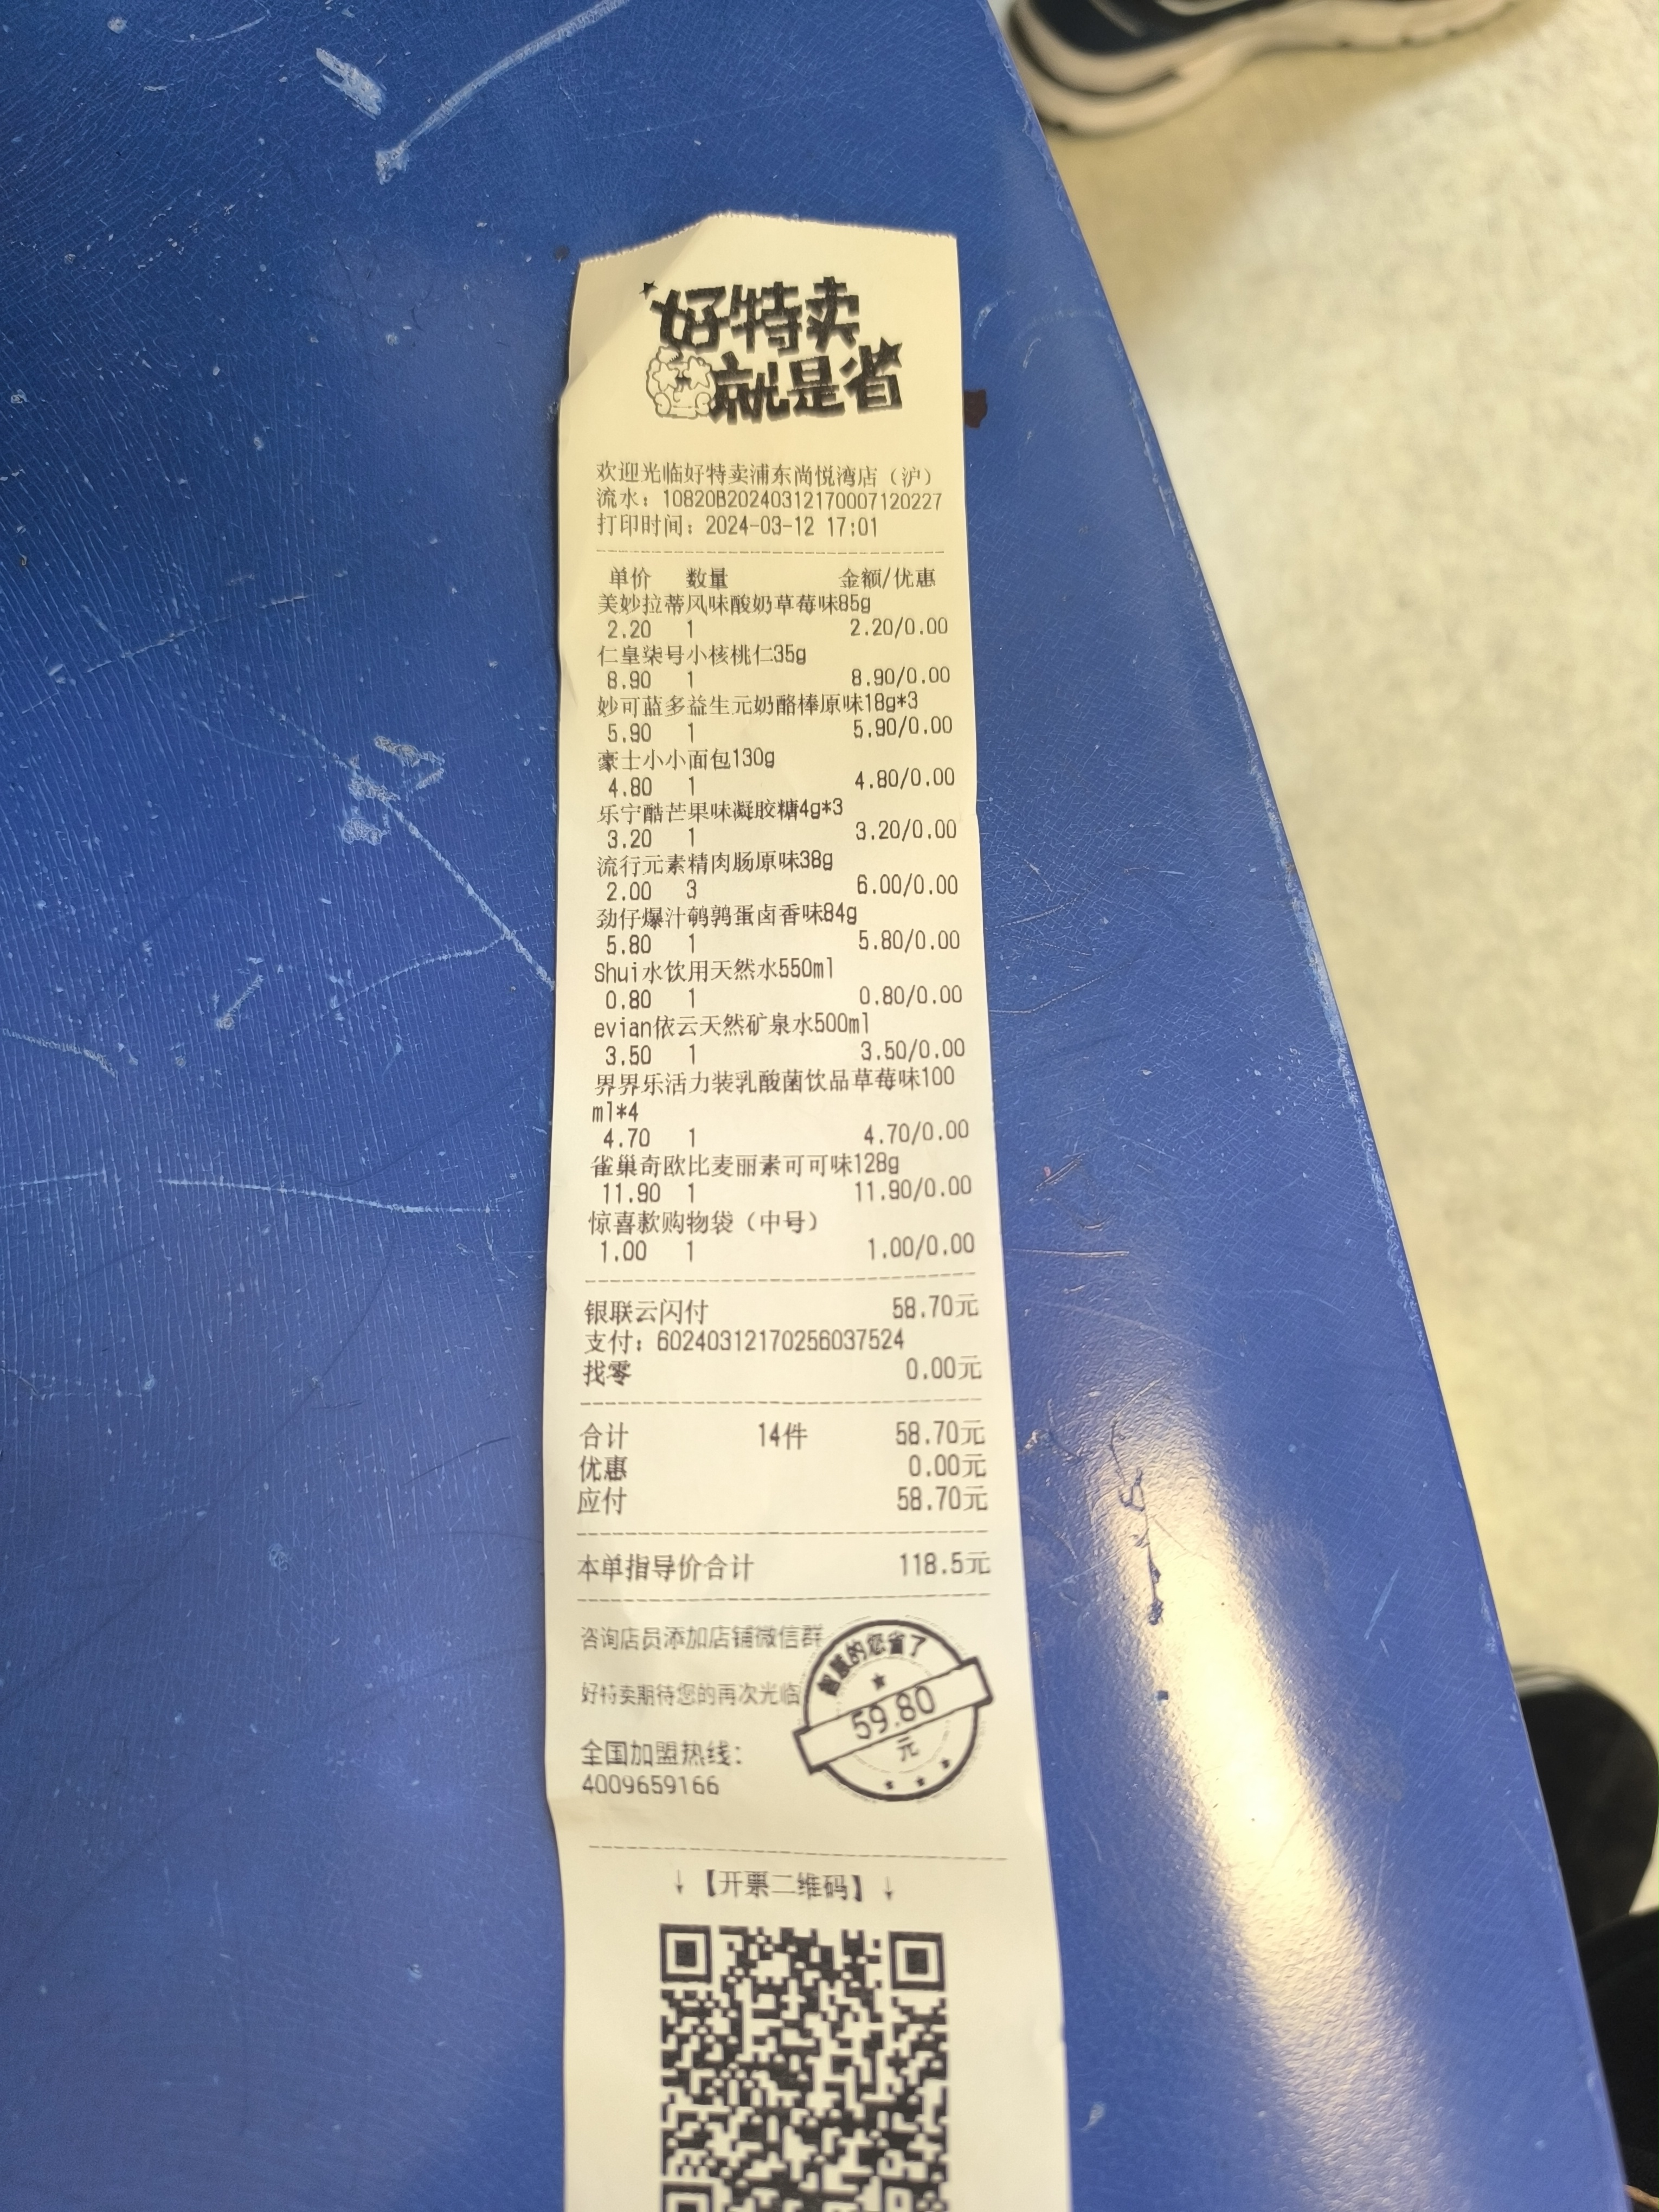 好特卖
就是省
欢迎光临好特卖浦东尚悦湾店（沪）
流水：10820B20240312170007120227
打印时间：2024-03-12 17:01
单价 数量 金额/优惠
美妙拉蒂风味酸奶草莓味85g
2.20 1 2.20/0.00
仁皇柒号小核桃仁35g
8.90 1 8.90/0.00
妙可蓝多益生元奶酪棒原味18g*3
5.90 1 5.90/0.00
豪士小小面包130g
4.80 1 4.80/0.00
乐宁酷芒果味凝胶糖4g*3
3.20 1 3.20/0.00
流行元素精肉肠原味38g
2.00 3 6.00/0.00
劲仔爆汁鹌鹑蛋卤香味84g
5.80 1 5.80/0.00
Shui水饮用天然水550ml
0.80 1 0.80/0.00
evian依云天然矿泉水500ml
3.50 1 3.50/0.00
界界乐活力装乳酸菌饮品草莓味100
ml*4
4.70 1 4.70/0.00
雀巢奇欧比麦丽素可可味128g
11.90 1 11.90/0.00
惊喜款购物袋（中号）
1.00 1 1.00/0.00
银联云闪付 58.70元
支付：60240312170256037524
找零 0.00元
合计 14件 58.70元
优惠 0.00元
应付 58.70元
本单指导价合计 118.5元
咨询店员添加店铺微信群
好特卖期待您的再次光临
全国加盟热线：
4009659166
智慧的您省了
59.80
元
↓【开票二维码】↓